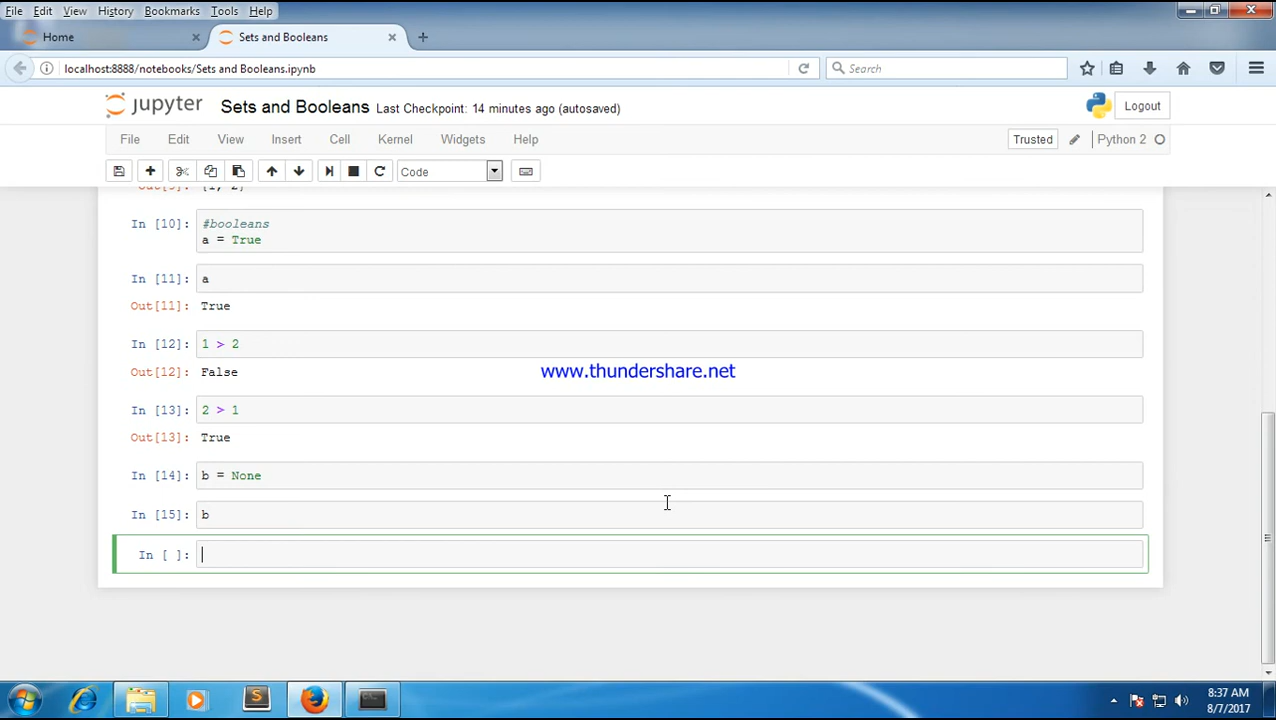 File Edit View History Bookmarks Tools Help
Home × Sets and Booleans × +
localhost:8888/notebooks/Sets and Booleans.ipynb Search
jupyter Sets and Booleans Last Checkpoint: 14 minutes ago (autosaved) Logout
File Edit View Insert Cell Kernel Widgets Help Trusted Python 2
Code
In [10]: #booleans
a = True
In [11]: a
Out[11]: True
In [12]: 1 > 2
www.thundershare.net
Out[12]: False
In [13]: 2 > 1
Out[13]: True
In [14]: b = None
In [15]: b
In [ ]:
8:37 AM
8/7/2017